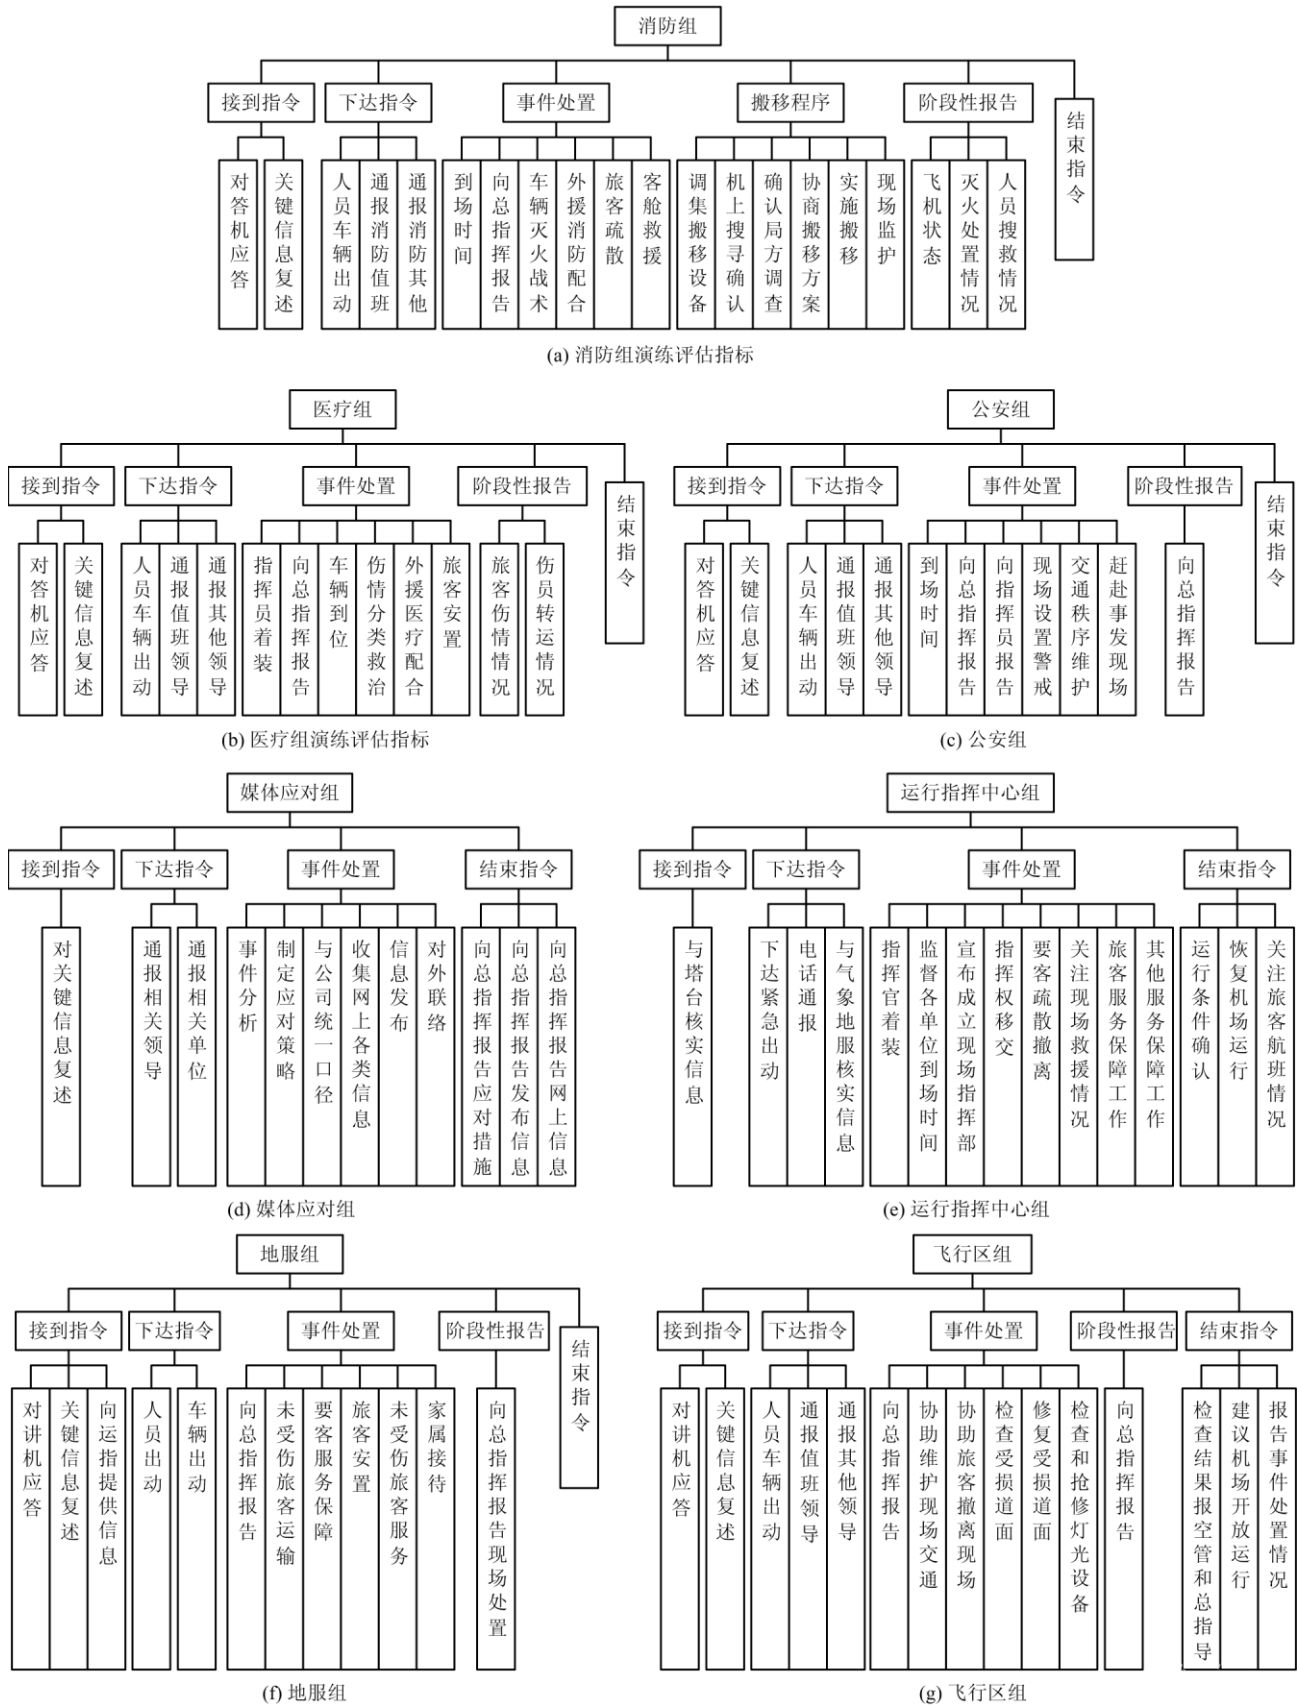 消防组
接到指令
下达指令
事件处置
搬移程序
阶段性报告
结束指令
对答机应答
关键信息复述
人员车辆出动
通报消防值班
通报消防其他
到场时间
向总指挥报告
车辆灭火战术
外援消防配合
旅客疏散
客舱救援
调集搬移设备
机上搜寻确认
确认局方调查
协商搬移方案
实施搬移
现场监护
飞机状态
灭火处置情况
人员搜救情况
(a) 消防组演练评估指标
医疗组
接到指令
下达指令
事件处置
阶段性报告
结束指令
对答机应答
关键信息复述
人员车辆出动
通报值班领导
通报其他领导
指挥员着装
向总指挥报告
车辆到位
伤情分类救治
外援医疗配合
旅客安置
旅客伤情情况
伤员转运情况
(b) 医疗组演练评估指标
公安组
接到指令
下达指令
事件处置
阶段性报告
结束指令
对答机应答
关键信息复述
人员车辆出动
通报值班领导
通报其他领导
到场时间
向总指挥报告
向指挥员报告
现场设置警戒
交通秩序维护
赶赴事发现场
向总指挥报告
(c) 公安组
媒体应对组
接到指令
下达指令
事件处置
结束指令
对关键信息复述
通报相关领导
通报相关单位
事件分析
制定应对策略
与公司统一口径
收集网上各类信息
信息发布
对外联络
向总指挥报告应对措施
向总指挥报告发布信息
向总指挥报告网上信息
(d) 媒体应对组
运行指挥中心组
接到指令
下达指令
事件处置
结束指令
与塔台核实信息
下达紧急出动
电话通报
与气象地服核实信息
指挥官着装
监督各单位到场时间
宣布成立现场指挥部
指挥权移交
要客疏散撤离
关注现场救援情况
旅客服务保障工作
其他服务保障工作
运行条件确认
恢复机场运行
关注旅客航班情况
(e) 运行指挥中心组
地服组
接到指令
下达指令
事件处置
阶段性报告
结束指令
对讲机应答
关键信息复述
向运指提供信息
人员出动
车辆出动
向总指挥报告
未受伤旅客运输
要客服务保障
旅客安置
未受伤旅客服务
家属接待
向总指挥报告现场处置
(f) 地服组
飞行区组
接到指令
下达指令
事件处置
阶段性报告
结束指令
对讲机应答
关键信息复述
人员车辆出动
通报值班领导
通报其他领导
向总指挥报告
协助维护现场交通
协助旅客撤离现场
检查受损道面
修复受损道面
检查和抢修灯光设备
向总指挥报告
检查结果报空管和总指导
建议机场开放运行
报告事件处置情况
(g) 飞行区组